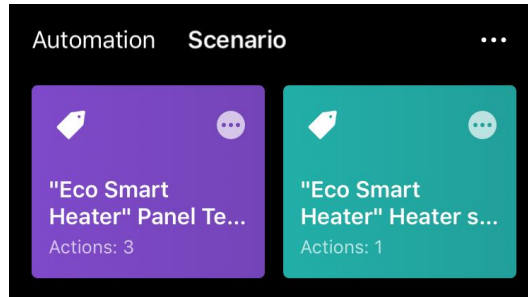 Automation Scenario
"Eco Smart
Heater" Panel Te...
Actions: 3
"Eco Smart
Heater" Heater s...
Actions: 1